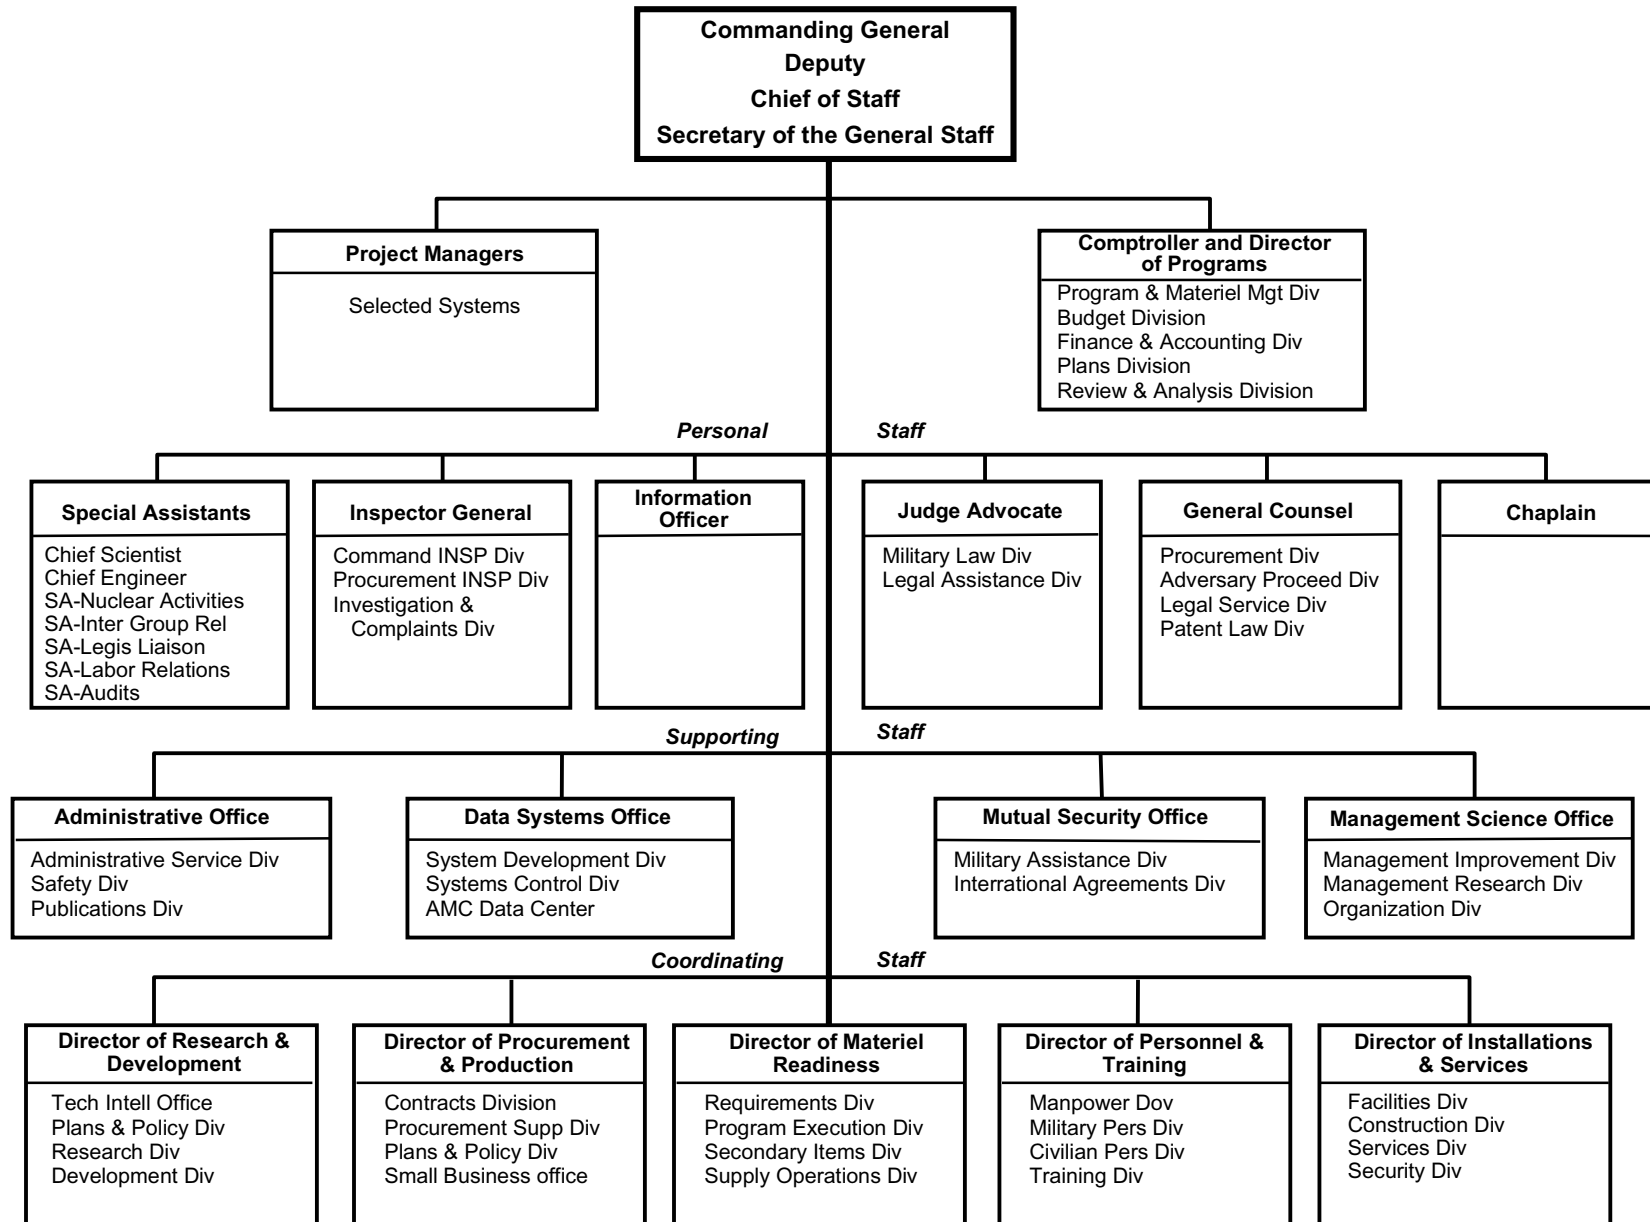 Commanding General
Deputy
Chief of Staff
Secretary of the General Staff
Project Managers
Selected Systems
Comptroller and Director
of Programs
Program & Materiel Mgt Div
Budget Division
Finance & Accounting Div
Plans Division
Review & Analysis Division
Personal Staff
Special Assistants
Chief Scientist
Chief Engineer
SA-Nuclear Activities
SA-Inter Group Rel
SA-Legis Liaison
SA-Labor Relations
SA-Audits
Inspector General
Command INSP Div
Procurement INSP Div
Investigation &
Complaints Div
Information
Officer
Judge Advocate
Military Law Div
Legal Assistance Div
General Counsel
Procurement Div
Adversary Proceed Div
Legal Service Div
Patent Law Div
Chaplain
Supporting Staff
Administrative Office
Administrative Service Div
Safety Div
Publications Div
Data Systems Office
System Development Div
Systems Control Div
AMC Data Center
Mutual Security Office
Military Assistance Div
Interrational Agreements Div
Management Science Office
Management Improvement Div
Management Research Div
Organization Div
Coordinating Staff
Director of Research &
Development
Tech Intell Office
Plans & Policy Div
Research Div
Development Div
Director of Procurement
& Production
Contracts Division
Procurement Supp Div
Plans & Policy Div
Small Business office
Director of Materiel
Readiness
Requirements Div
Program Execution Div
Secondary Items Div
Supply Operations Div
Director of Personnel &
Training
Manpower Dov
Military Pers Div
Civilian Pers Div
Training Div
Director of Installations
& Services
Facilities Div
Construction Div
Services Div
Security Div